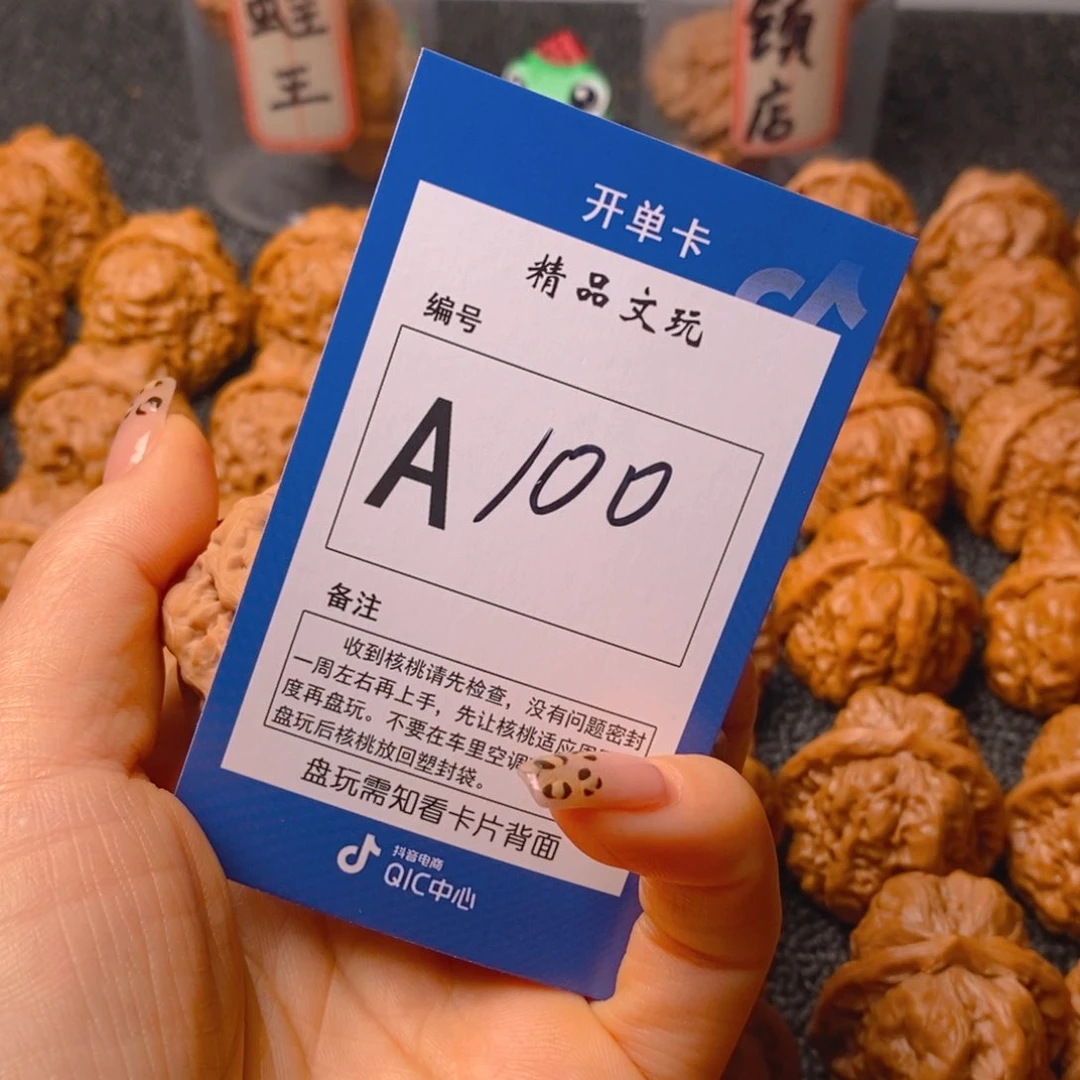 王
镇
店
开单卡
精品文玩
编号
A100
备注
收到核桃请先检查，没有问题密封
一周左右再上手，先让核桃适应
度再盘玩。不要在车里空调
盘玩后核桃放回塑封袋。
盘玩需知看卡片背面
抖音电商
QIC中心